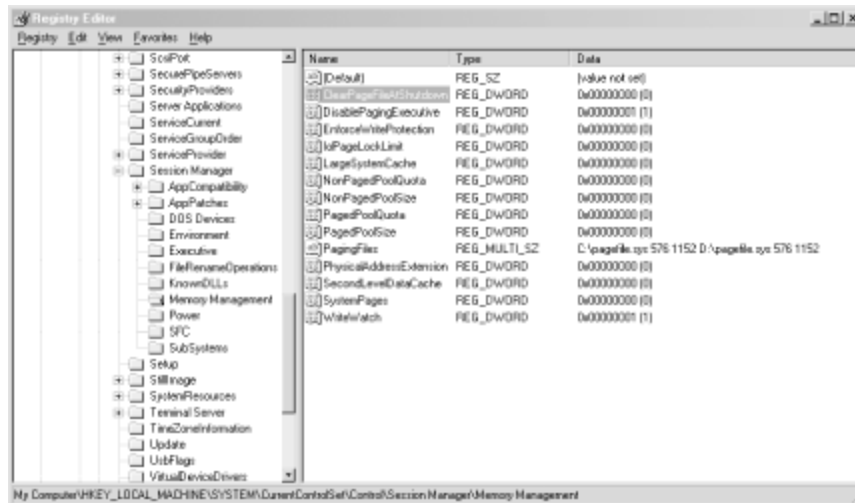 Registry Editor
Registry Edit View Favorites Help
ScsiPort
SecurePipeServers
SecurityProviders
Server Applications
ServiceCurrent
ServiceGroupOrder
ServiceProvider
Session Manager
AppCompatibility
AppPatches
DOS Devices
Environment
Executive
FileRenameOperations
KnownDLLs
Memory Management
Power
SFC
SubSystems
Setup
StillImage
SystemResources
Terminal Server
TimeZoneInformation
Update
UsbFlags
VirtualDeviceDrivers
Name Type Data
(Default) REG_SZ (value not set)
ClearPageFileAtShutdown REG_DWORD 0x00000000 (0)
DisablePagingExecutive REG_DWORD 0x00000001 (1)
EnforceWriteProtection REG_DWORD 0x00000000 (0)
IoPageLockLimit REG_DWORD 0x00000000 (0)
LargeSystemCache REG_DWORD 0x00000000 (0)
NonPagedPoolQuota REG_DWORD 0x00000000 (0)
NonPagedPoolSize REG_DWORD 0x00000000 (0)
PagedPoolQuota REG_DWORD 0x00000000 (0)
PagedPoolSize REG_DWORD 0x00000000 (0)
PagingFiles REG_MULTI_SZ C:\pagefile.sys 576 1152 D:\pagefile.sys 576 1152
PhysicalAddressExtension REG_DWORD 0x00000000 (0)
SecondLevelDataCache REG_DWORD 0x00000000 (0)
SystemPages REG_DWORD 0x00000000 (0)
WriteWatch REG_DWORD 0x00000001 (1)
My Computer\HKEY_LOCAL_MACHINE\SYSTEM\CurrentControlSet\Control\Session Manager\Memory Management